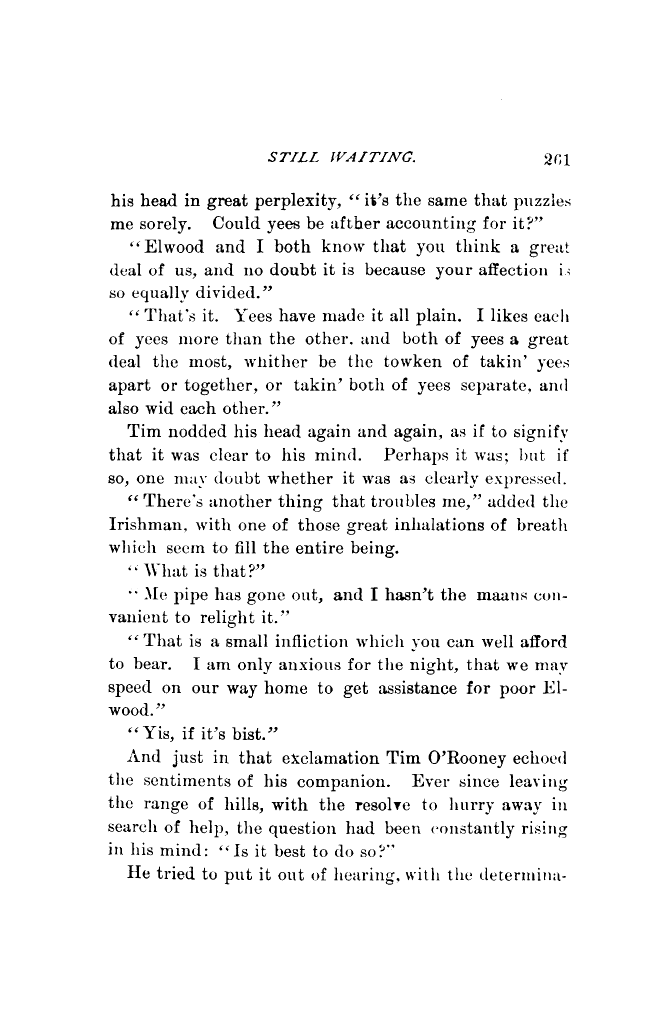 STILL WAITING. 261
his head in great perplexity, “it’s the same that puzzles
me sorely. Could yees be afther accounting for it?”
“Elwood and I both know that you think a great
deal of us, and no doubt it is because your affection is
so equally divided.”
“That’s it. Yees have made it all plain. I likes each
of yees more than the other, and both of yees a great
deal the most, whither be the towken of takin’ yees
apart or together, or takin’ both of yees separate, and
also wid each other.”
Tim nodded his head again and again, as if to signify
that it was clear to his mind. Perhaps it was; but if
so, one may doubt whether it was as clearly expressed.
“There’s another thing that troubles me,” added the
Irishman, with one of those great inhalations of breath
which seem to fill the entire being.
“What is that?”
“Me pipe has gone out, and I hasn’t the maans con-
vanient to relight it.”
“That is a small infliction which you can well afford
to bear. I am only anxious for the night, that we may
speed on our way home to get assistance for poor El-
wood.”
“Yis, if it’s bist.”
And just in that exclamation Tim O’Rooney echoed
the sentiments of his companion. Ever since leaving
the range of hills, with the resolve to hurry away in
search of help, the question had been constantly rising
in his mind: “Is it best to do so?”
He tried to put it out of hearing, with the determina-